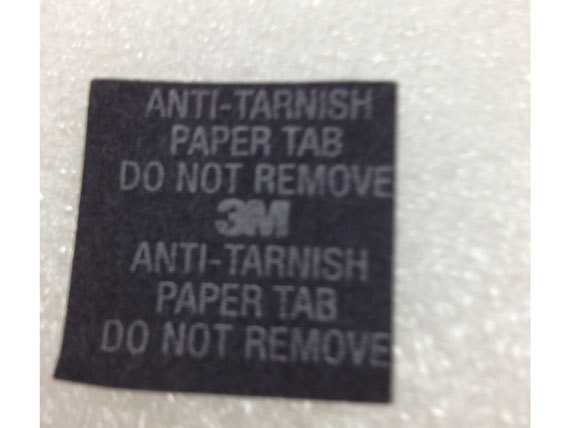 ANTI-TARNISH
PAPER TAB
DO NOT REMOVE
3M
ANTI-TARNISH
PAPER TAB
DO NOT REMOVE